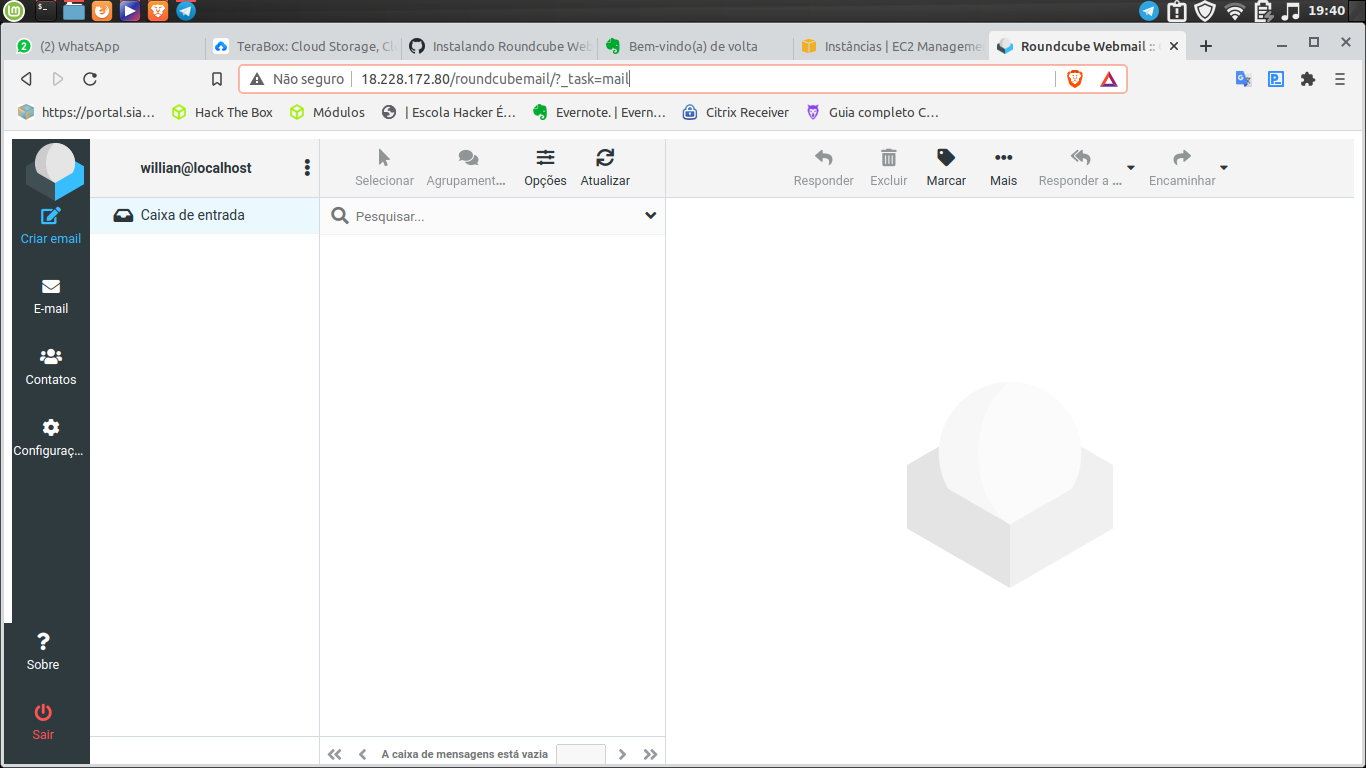 19:40
(2) WhatsApp
TeraBox: Cloud Storage, Cl
Instalando Roundcube Web
Bem-vindo(a) de volta
Instâncias | EC2 Manageme
Roundcube Webmail ::
Não seguro
18.228.172.80/roundcubemail/?_task=mail
https://portal.sia...
Hack The Box
Módulos
| Escola Hacker É...
Evernote. | Evern...
Citrix Receiver
Guia completo C...
willian@localhost
Selecionar
Agrupament...
Opções
Atualizar
Responder
Excluir
Marcar
Mais
Responder a ...
Encaminhar
Caixa de entrada
Pesquisar...
Criar email
E-mail
Contatos
Configuraç...
Sobre
Sair
A caixa de mensagens está vazia